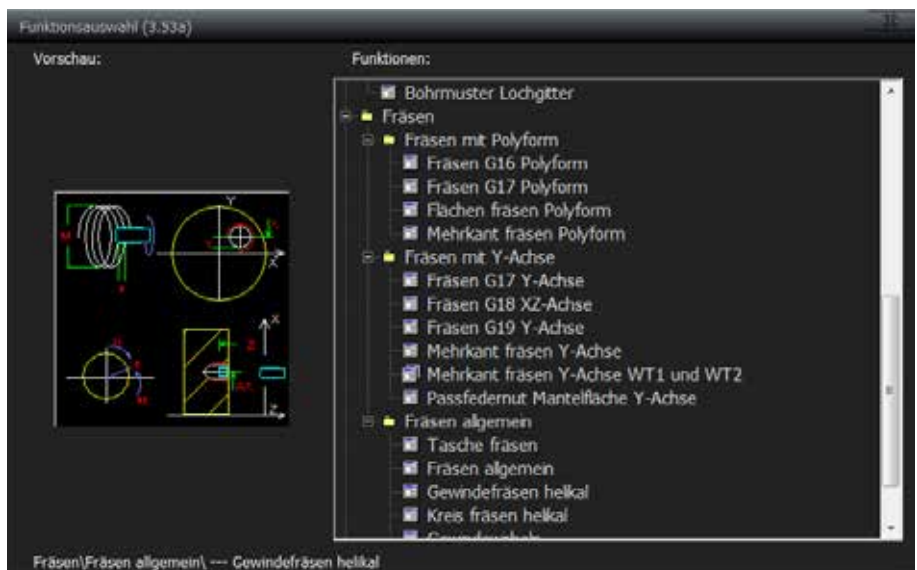 Funktionsauswahl (3.53a)
Vorschau:
Funktionen:
Bohrmuster Lochgitter
Fräsen
Fräsen mit Polyform
Fräsen G16 Polyform
Fräsen G17 Polyform
Flächen fräsen Polyform
Mehrkant fräsen Polyform
Fräsen mit Y-Achse
Fräsen G17 Y-Achse
Fräsen G18 XZ-Achse
Fräsen G19 Y-Achse
Mehrkant fräsen Y-Achse
Mehrkant fräsen Y-Achse WT1 und WT2
Passfedernut Mantelfläche Y-Achse
Fräsen allgemein
Tasche fräsen
Fräsen allgemein
Gewindefräsen helikal
Kreis fräsen helikal
Y
X
X
Z
Fräsen\Fräsen allgemein\ --- Gewindefräsen helikal